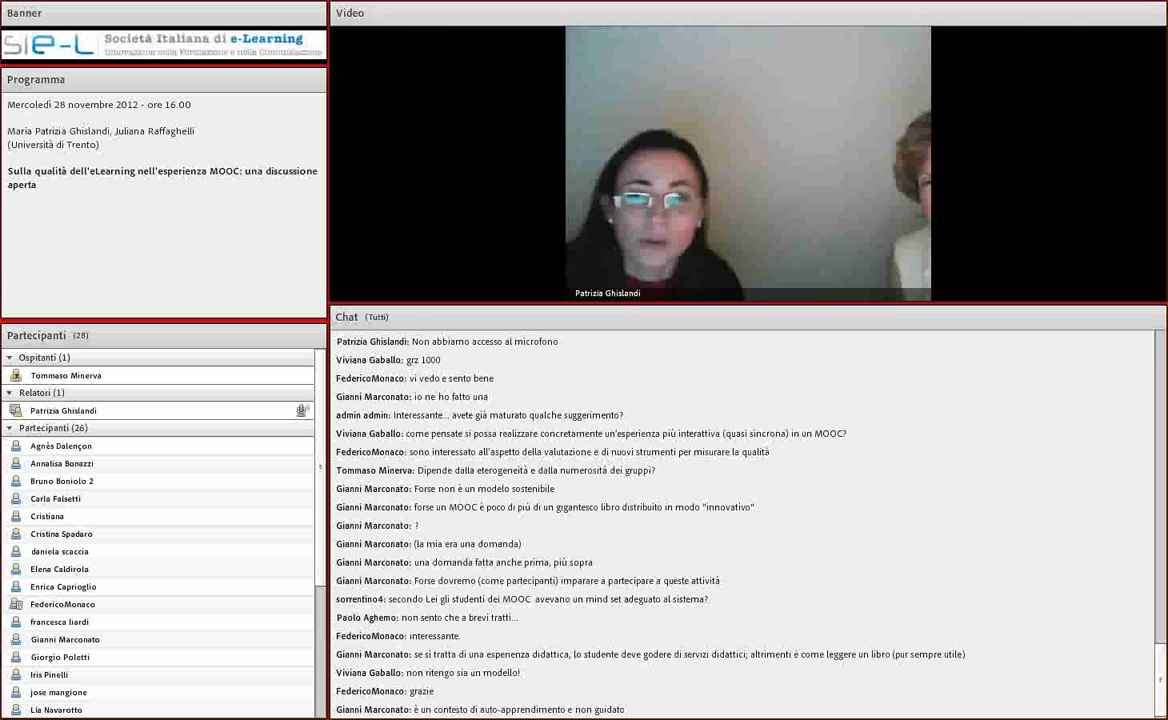 Banner
sie-L Società Italiana di e-Learning
Innovazione nella Formazione e nella Comunicazione
Programma
Mercoledì 28 novembre 2012 - ore 16.00
Maria Patrizia Ghislandi, Juliana Raffaghelli
(Università di Trento)
Sulla qualità dell'eLearning nell'esperienza MOOC: una discussione
aperta
Partecipanti (28)
Ospitanti (1)
Tommaso Minerva
Relatori (1)
Patrizia Ghislandi
Partecipanti (26)
Agnès Dalençon
Annalisa Bonazzi
Bruno Boniolo 2
Carla Falsetti
Cristiana
Cristina Spadaro
daniela scaccia
Elena Caldirola
Enrica Caprioglio
FedericoMonaco
francesca liardi
Gianni Marconato
Giorgio Poletti
Iris Pinelli
jose mangione
Lia Navarotto
Video
Patrizia Ghislandi
Chat (Tutti)
Patrizia Ghislandi: Non abbiamo accesso al microfono
Viviana Gaballo: grz 1000
FedericoMonaco: vi vedo e sento bene
Gianni Marconato: io ne ho fatto una
admin admin: Interessante... avete già maturato qualche suggerimento?
Viviana Gaballo: come pensate si possa realizzare concretamente un'esperienza più interattiva (quasi sincrona) in un MOOC?
FedericoMonaco: sono interessato all'aspetto della valutazione e di nuovi strumenti per misurare la qualità
Tommaso Minerva: Dipende dalla eterogeneità e dalla numerosità dei gruppi?
Gianni Marconato: Forse non è un modelo sostenibile
Gianni Marconato: forse un MOOC è poco di più di un gigantesco libro distribuito in modo "innovativo"
Gianni Marconato: ?
Gianni Marconato: (la mia era una domanda)
Gianni Marconato: una domanda fatta anche prima, più sopra
Gianni Marconato: Forse dovremo (come partecipanti) imparare a partecipare a queste attività
sorrentino4: secondo Lei gli studenti dei MOOC avevano un mind set adeguato al sistema?
Paolo Aghemo: non sento che a brevi tratti...
FedericoMonaco: interessante.
Gianni Marconato: se si tratta di una esperienza didattica, lo studente deve godere di servizi didattici; altrimenti è come leggere un libro (pur sempre utile)
Viviana Gaballo: non ritengo sia un modello!
FedericoMonaco: grazie
Gianni Marconato: è un contesto di auto-apprendimento e non guidato